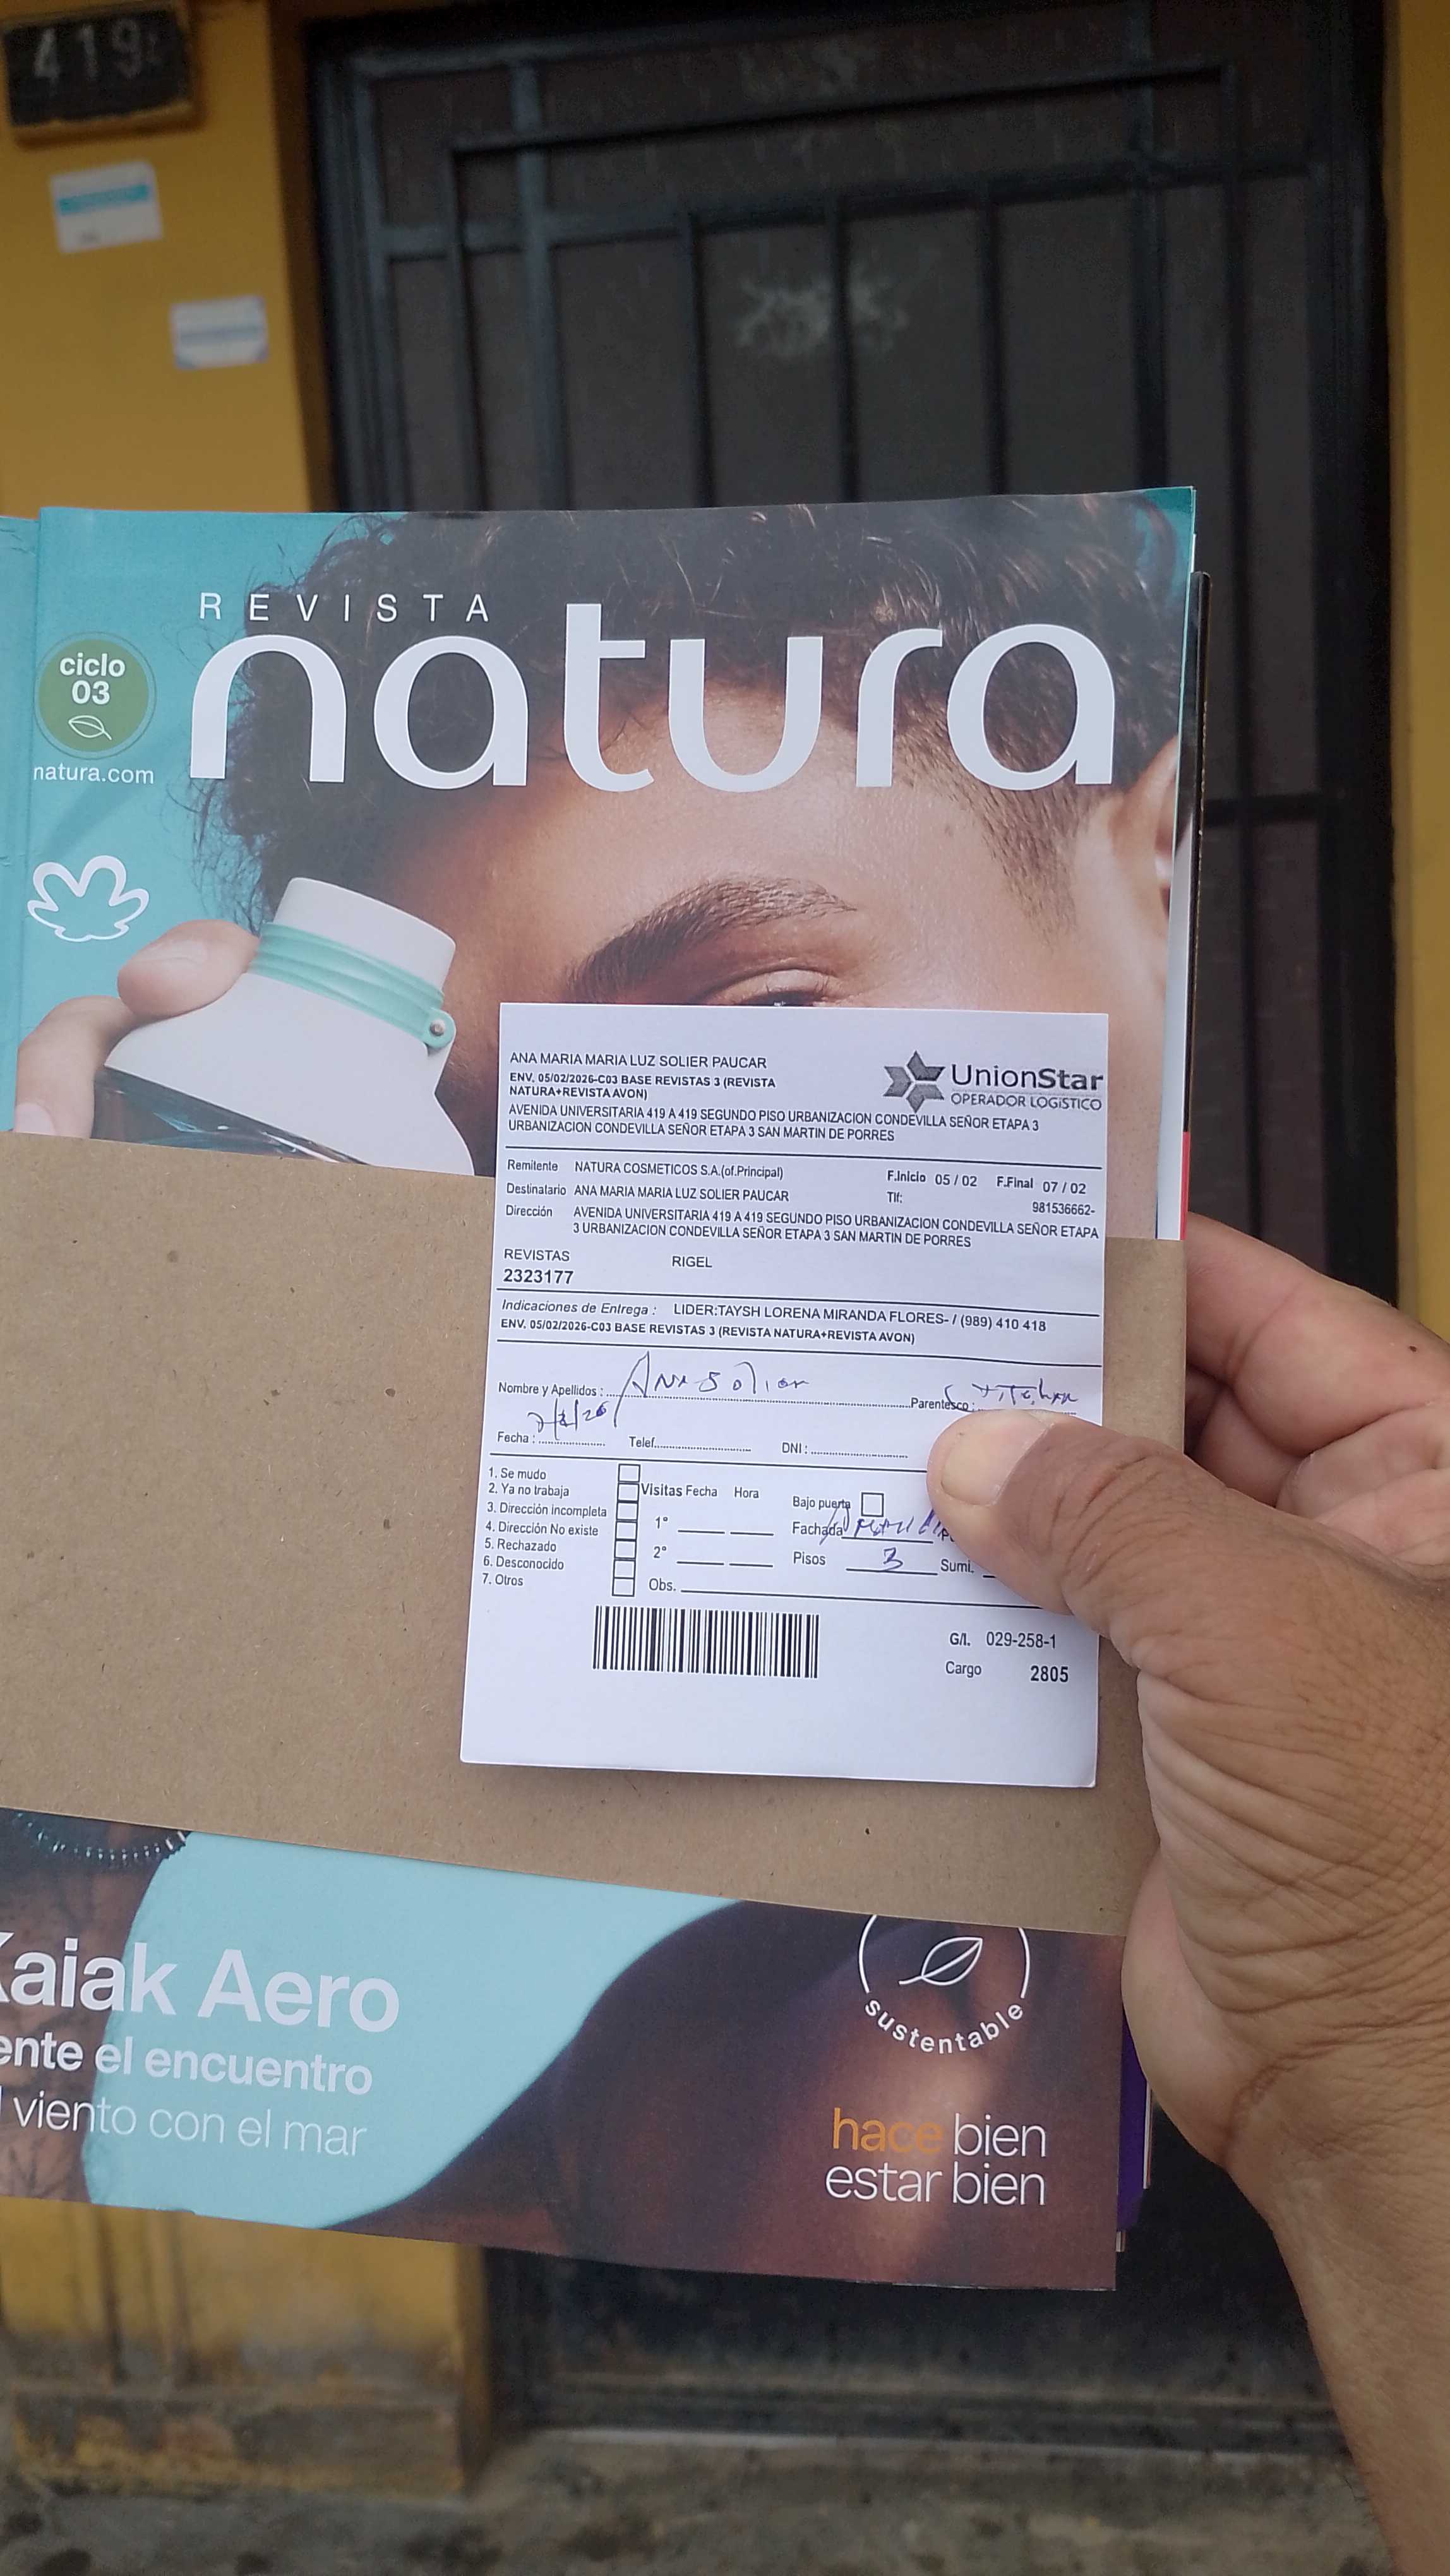 419
REVISTA
natura
ciclo
03
natura.com
ANA MARIA MARIA LUZ SOLIER PAUCAR
ENV. 05/02/2026-C03 BASE REVISTAS 3 (REVISTA
NATURA+REVISTA AVON)
UnionStar
OPERADOR LOGíSTICO
AVENIDA UNIVERSITARIA 419 A 419 SEGUNDO PISO URBANIZACION CONDEVILLA SEÑOR ETAPA 3
URBANIZACION CONDEVILLA SEÑOR ETAPA 3 SAN MARTIN DE PORRES
Remitente NATURA COSMETICOS S.A.(of.Principal) F.Inicio 05 / 02 F.Final 07 / 02
Destinatario ANA MARIA MARIA LUZ SOLIER PAUCAR Tlf: 981536662-
Dirección AVENIDA UNIVERSITARIA 419 A 419 SEGUNDO PISO URBANIZACION CONDEVILLA SEÑOR ETAPA
3 URBANIZACION CONDEVILLA SEÑOR ETAPA 3 SAN MARTIN DE PORRES
REVISTAS RIGEL
2323177
Indicaciones de Entrega : LIDER:TAYSH LORENA MIRANDA FLORES- / (989) 410 418
ENV. 05/02/2026-C03 BASE REVISTAS 3 (REVISTA NATURA+REVISTA AVON)
Nombre y Apellidos : Ana Solier Parentesco :
Fecha : 7/2/26 Telef. DNI :
1. Se mudo
2. Ya no trabaja
3. Dirección incompleta
4. Dirección No existe
5. Rechazado
6. Desconocido
7. Otros
Visitas Fecha Hora
1°
2°
Obs.
Bajo puerta
Fachada
Pisos 3 Sumi.
G/I. 029-258-1
Cargo 2805
Kaiak Aero
ente el encuentro
viento con el mar
sustentable
hace bien
estar bien